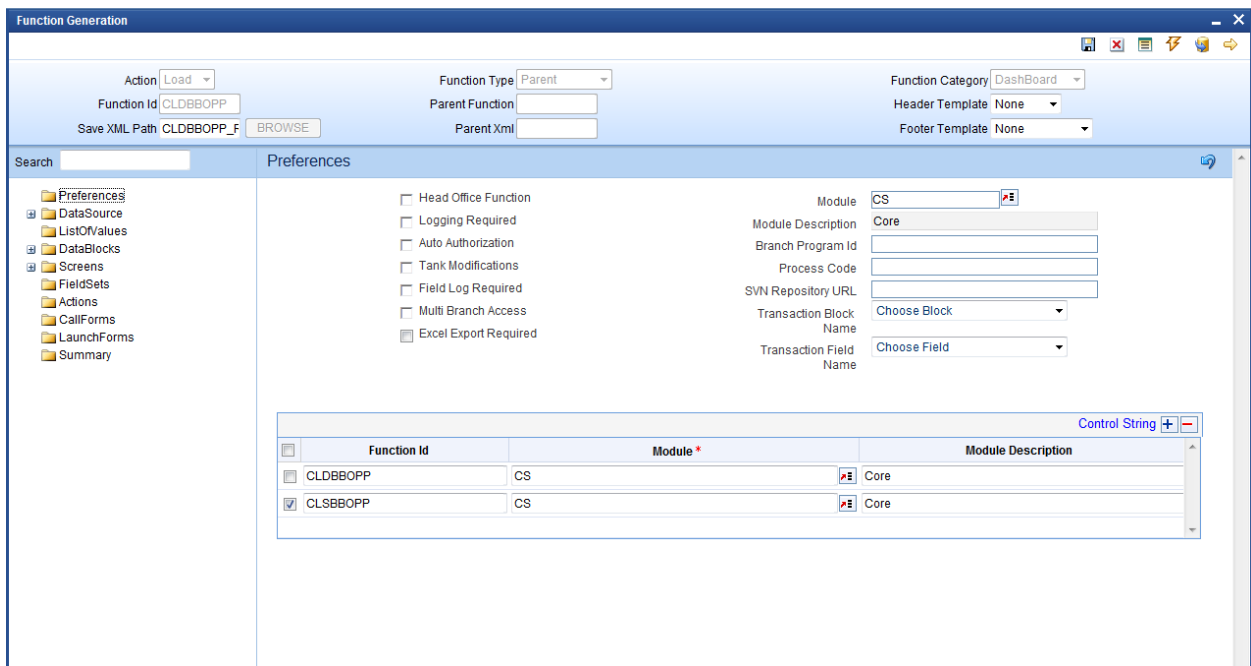 Function Generation
Action Load Function Type Parent Function Category DashBoard
Function Id CLDBBOPP Parent Function Header Template None
Save XML Path CLDBBOPP_F BROWSE Parent Xml Footer Template None
Search Preferences
Preferences
DataSource
ListOfValues
DataBlocks
Screens
FieldSets
Actions
CallForms
LaunchForms
Summary
Head Office Function
Logging Required
Auto Authorization
Tank Modifications
Field Log Required
Multi Branch Access
Excel Export Required
Module CS
Module Description Core
Branch Program Id
Process Code
SVN Repository URL
Transaction Block Name Choose Block
Transaction Field Name Choose Field
Control String
Function Id Module * Module Description
CLDBBOPP CS Core
CLSBBOPP CS Core